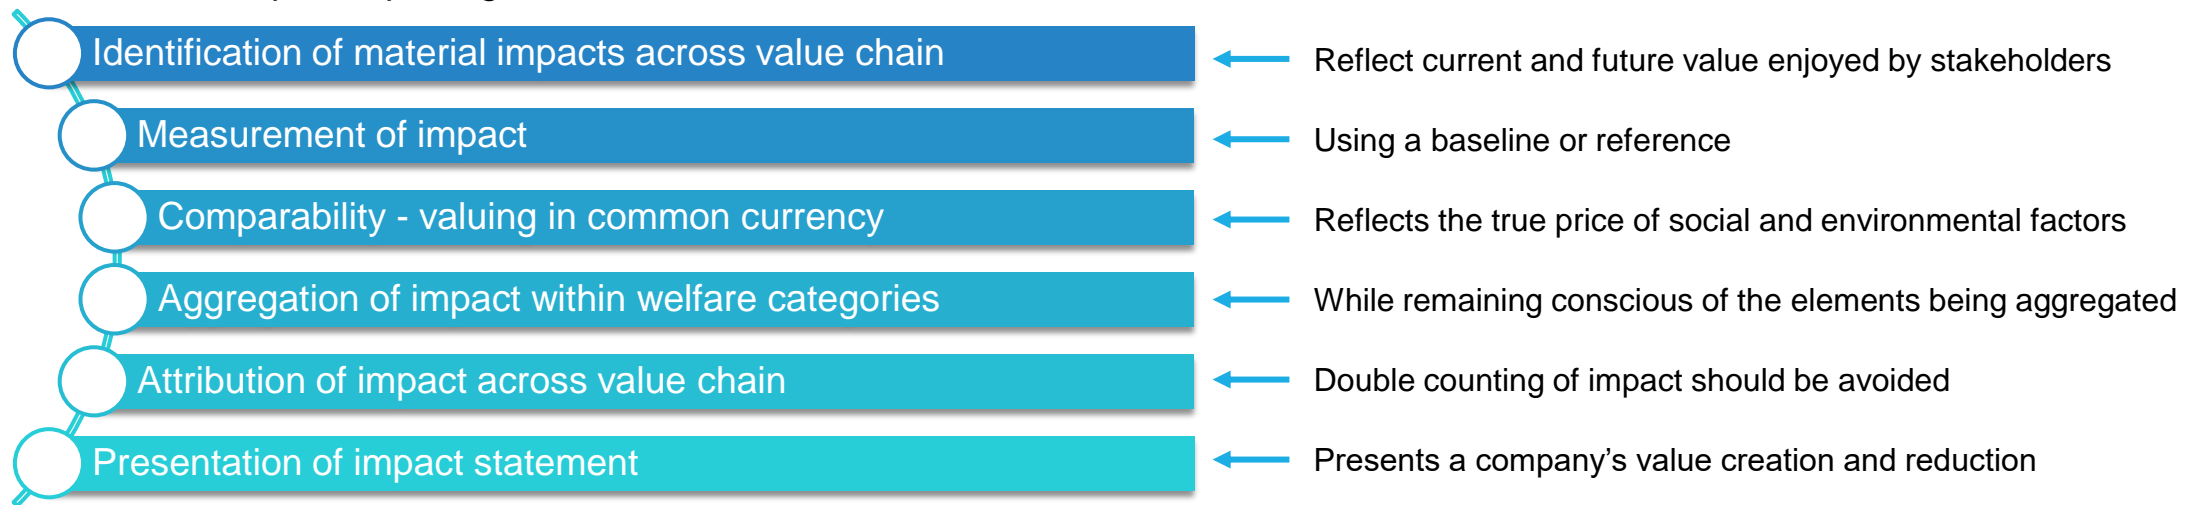 Identification of material impacts across value chain
Reflect current and future value enjoyed by stakeholders
Measurement of impact
Using a baseline or reference
Comparability - valuing in common currency
Reflects the true price of social and environmental factors
Aggregation of impact within welfare categories
While remaining conscious of the elements being aggregated
Attribution of impact across value chain
Double counting of impact should be avoided
Presentation of impact statement
Presents a company’s value creation and reduction